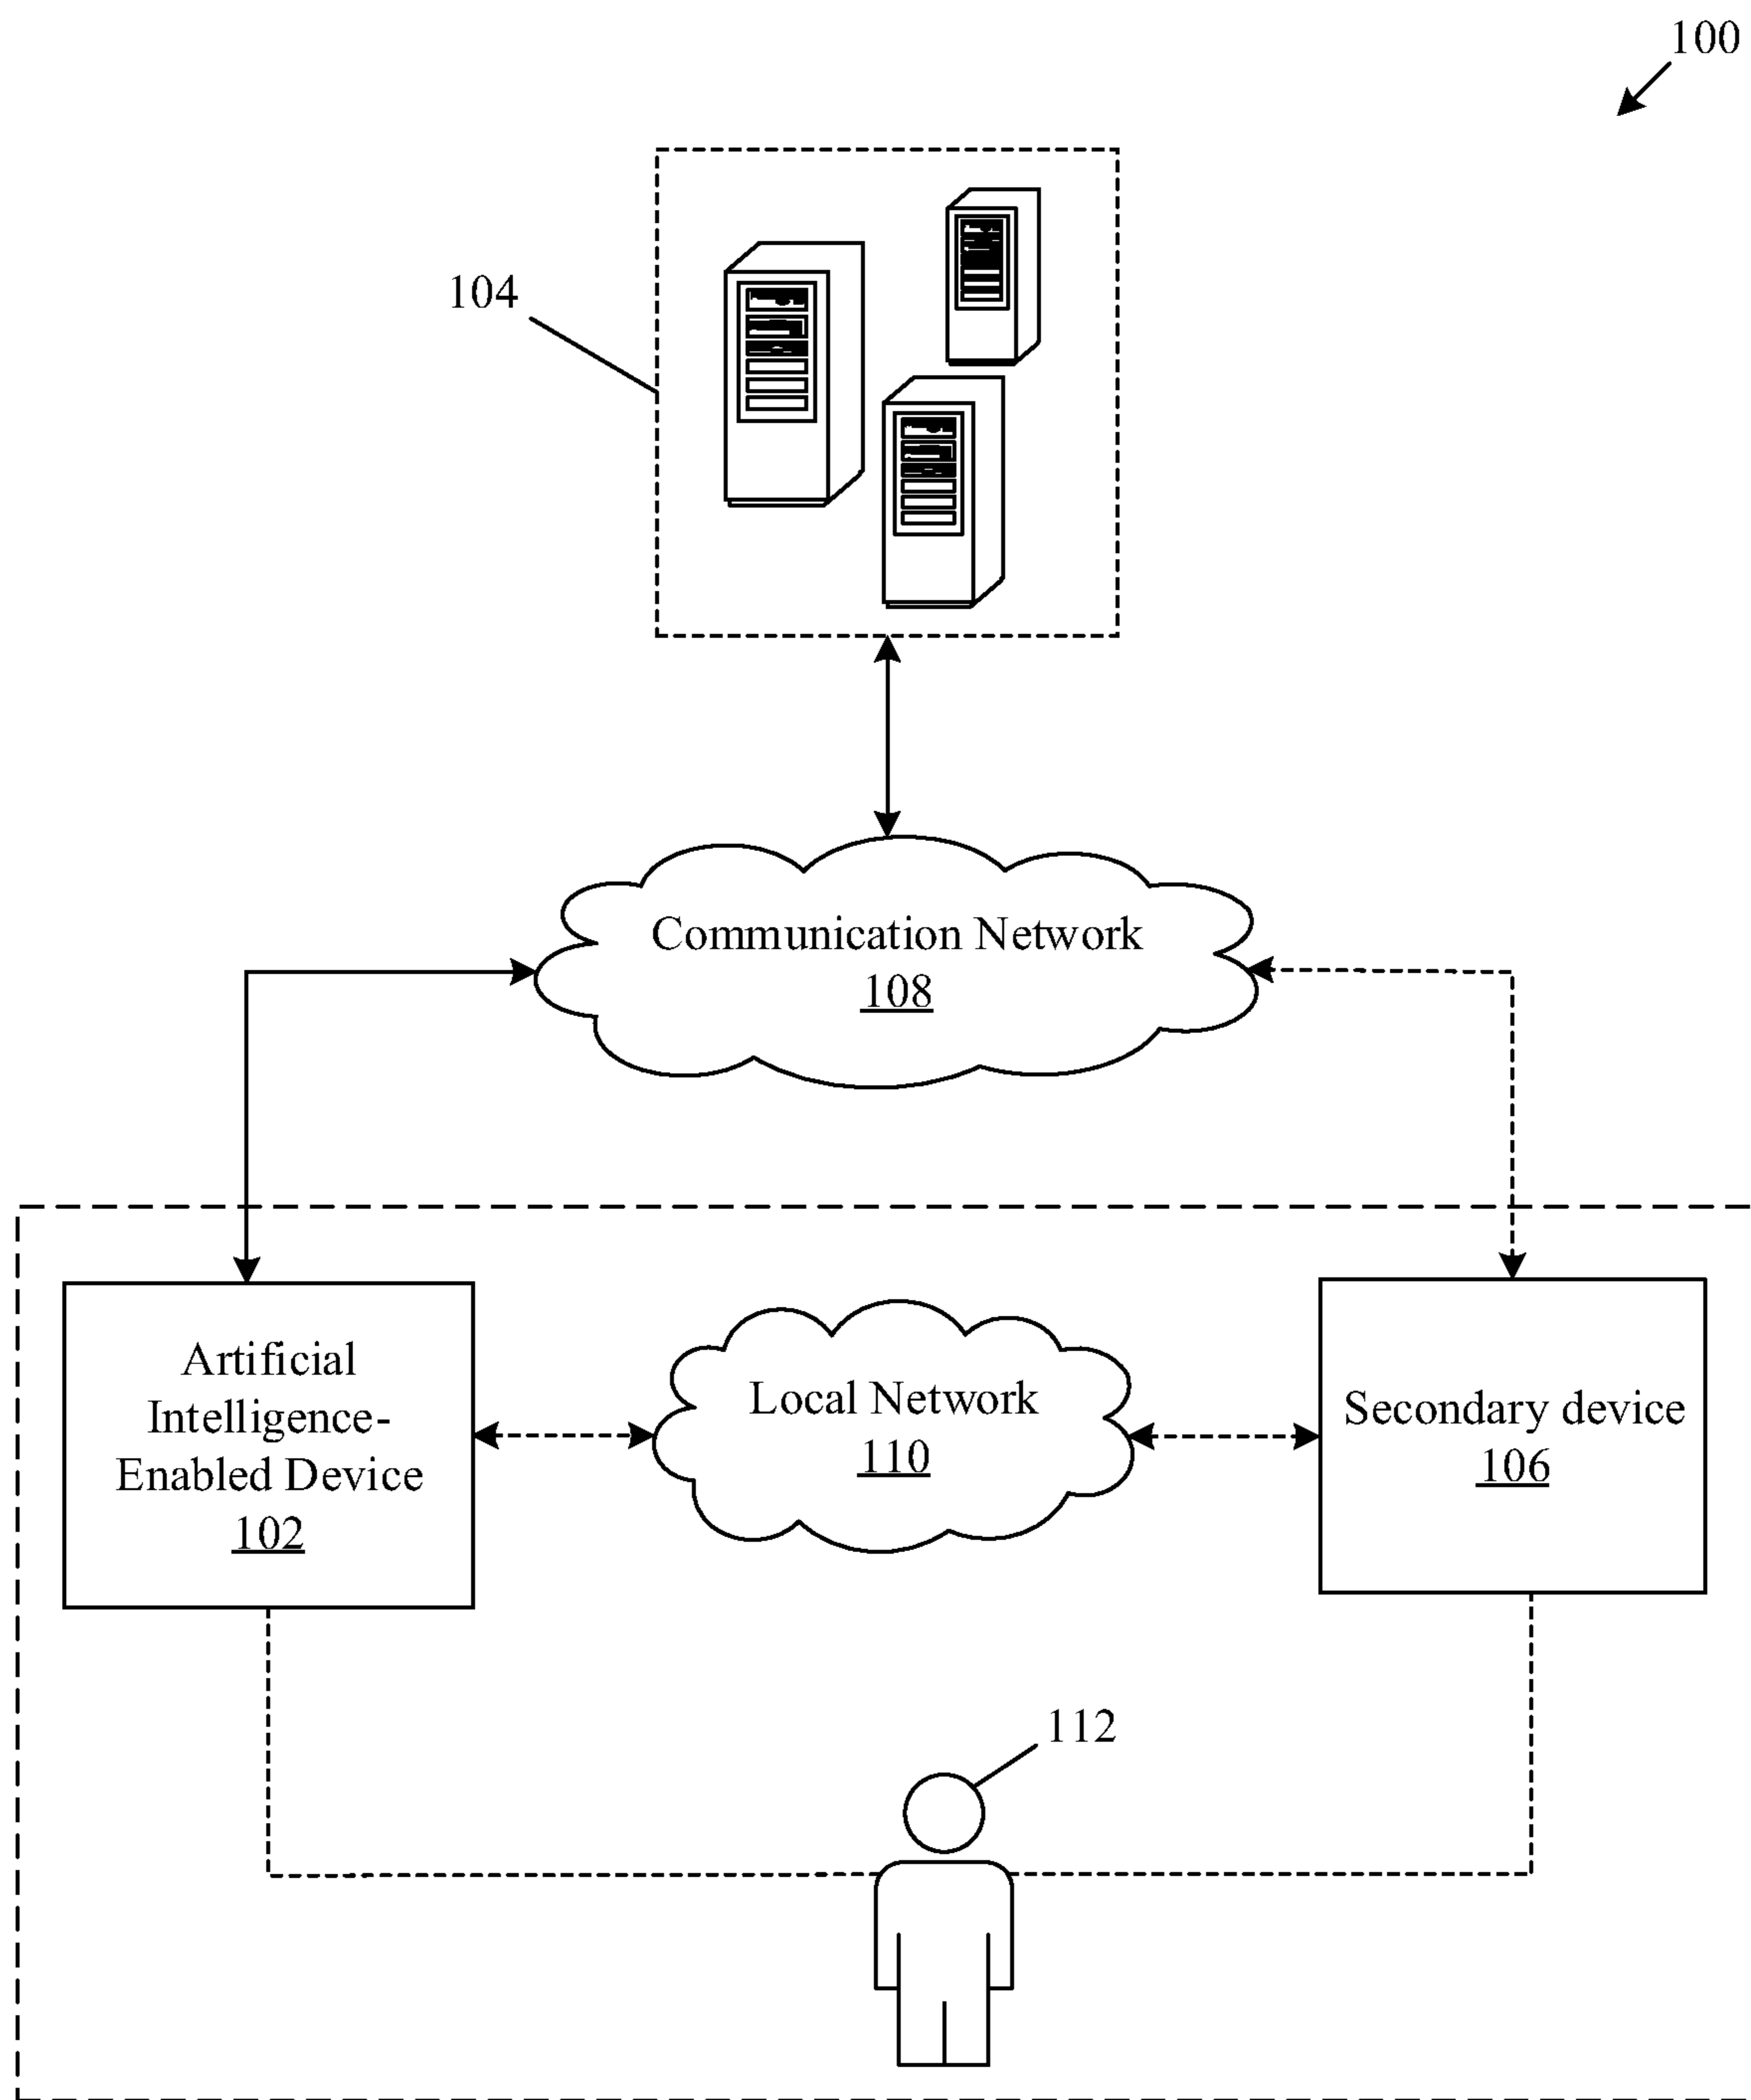 100
104
Communication Network
108
Artificial
Intelligence-
Enabled Device
102
Local Network
110
Secondary device
106
112